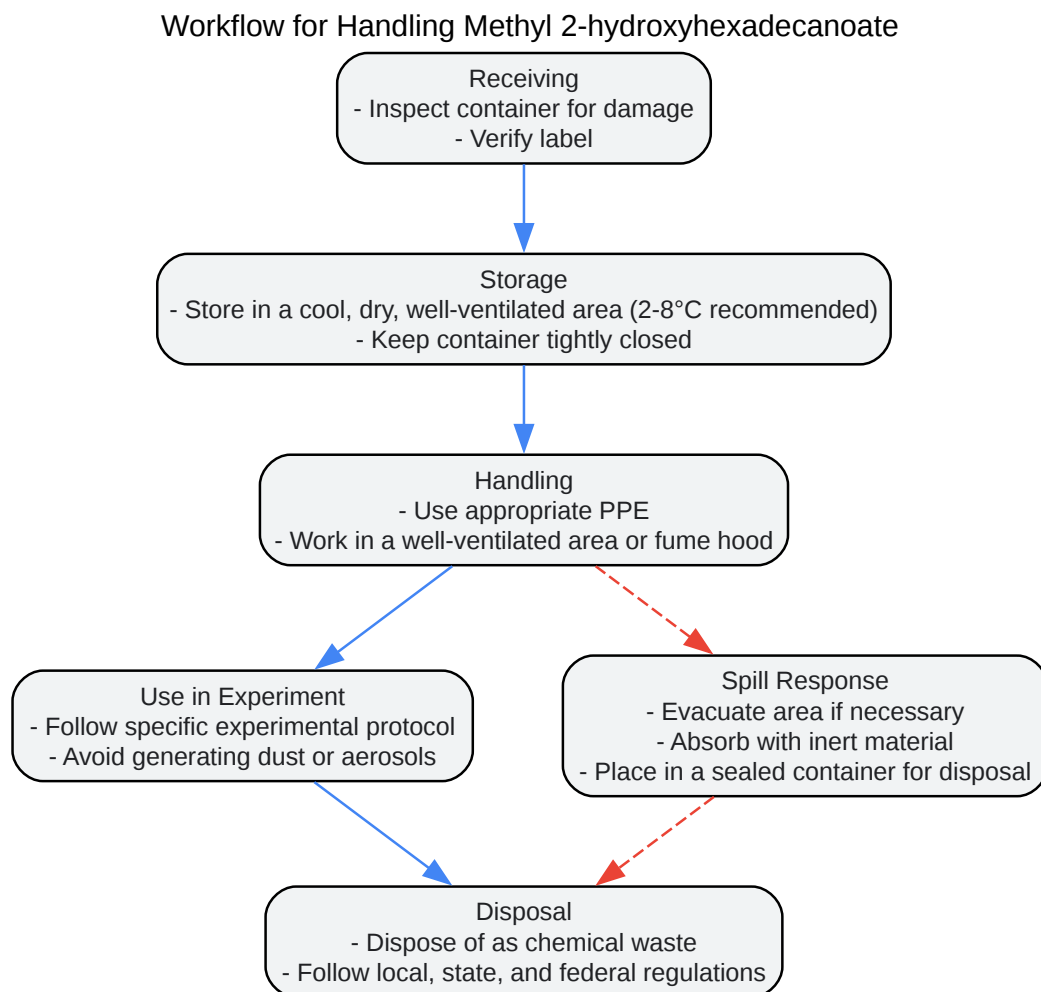 Workflow for Handling Methyl 2-hydroxyhexadecanoate
Receiving
- Inspect container for damage
- Verify label
Storage
- Store in a cool, dry, well-ventilated area (2-8°C recommended)
- Keep container tightly closed
Handling
- Use appropriate PPE
- Work in a well-ventilated area or fume hood
Use in Experiment
- Follow specific experimental protocol
- Avoid generating dust or aerosols
Spill Response
- Evacuate area if necessary
- Absorb with inert material
- Place in a sealed container for disposal
Disposal
- Dispose of as chemical waste
- Follow local, state, and federal regulations